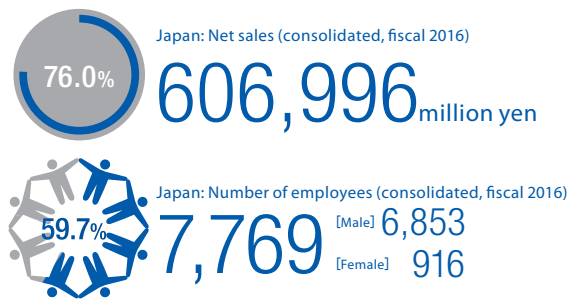 76.0%
Japan: Net sales (consolidated, fiscal 2016)
606,996 million yen
59.7%
Japan: Number of employees (consolidated, fiscal 2016)
7,769
[Male] 6,853
[Female] 916